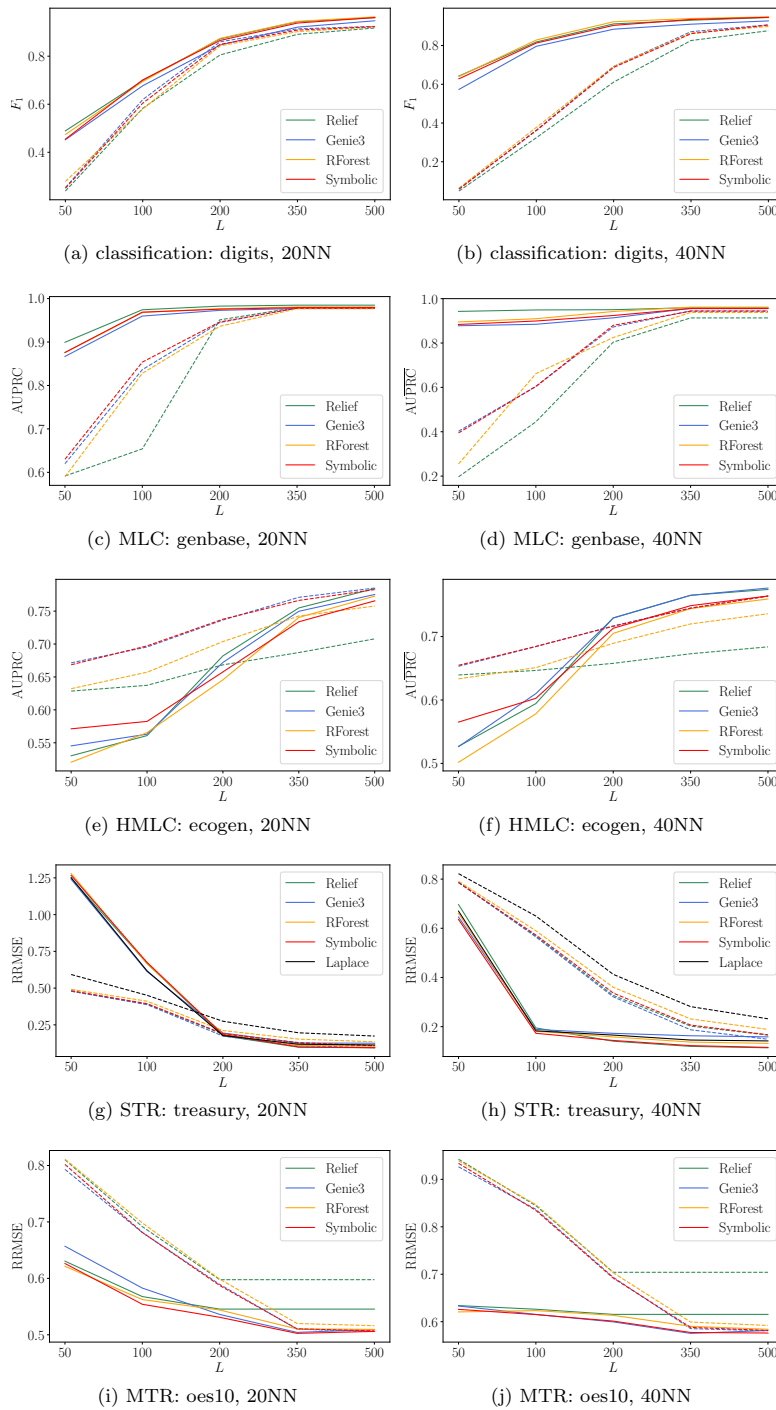 F1
0.8
0.6
0.4
Relief
Genie3
RForest
Symbolic
50 100 200 350 500
L
(a) classification: digits, 20NN
F1
0.8
0.6
0.4
0.2
Relief
Genie3
RForest
Symbolic
50 100 200 350 500
L
(b) classification: digits, 40NN
AUPRC
1.0
0.9
0.8
0.7
0.6
Relief
Genie3
RForest
Symbolic
50 100 200 350 500
L
(c) MLC: genbase, 20NN
AUPRC
1.0
0.8
0.6
0.4
0.2
Relief
Genie3
RForest
Symbolic
50 100 200 350 500
L
(d) MLC: genbase, 40NN
AUPRC
0.75
0.70
0.65
0.60
0.55
Relief
Genie3
RForest
Symbolic
50 100 200 350 500
L
(e) HMLC: ecogen, 20NN
AUPRC
0.7
0.6
0.5
Relief
Genie3
RForest
Symbolic
50 100 200 350 500
L
(f) HMLC: ecogen, 40NN
RRMSE
1.25
1.00
0.75
0.50
0.25
Relief
Genie3
RForest
Symbolic
Laplace
50 100 200 350 500
L
(g) STR: treasury, 20NN
RRMSE
0.8
0.6
0.4
0.2
Relief
Genie3
RForest
Symbolic
Laplace
50 100 200 350 500
L
(h) STR: treasury, 40NN
RRMSE
0.8
0.7
0.6
0.5
Relief
Genie3
RForest
Symbolic
50 100 200 350 500
L
(i) MTR: oes10, 20NN
RRMSE
0.9
0.8
0.7
0.6
Relief
Genie3
RForest
Symbolic
50 100 200 350 500
L
(j) MTR: oes10, 40NN